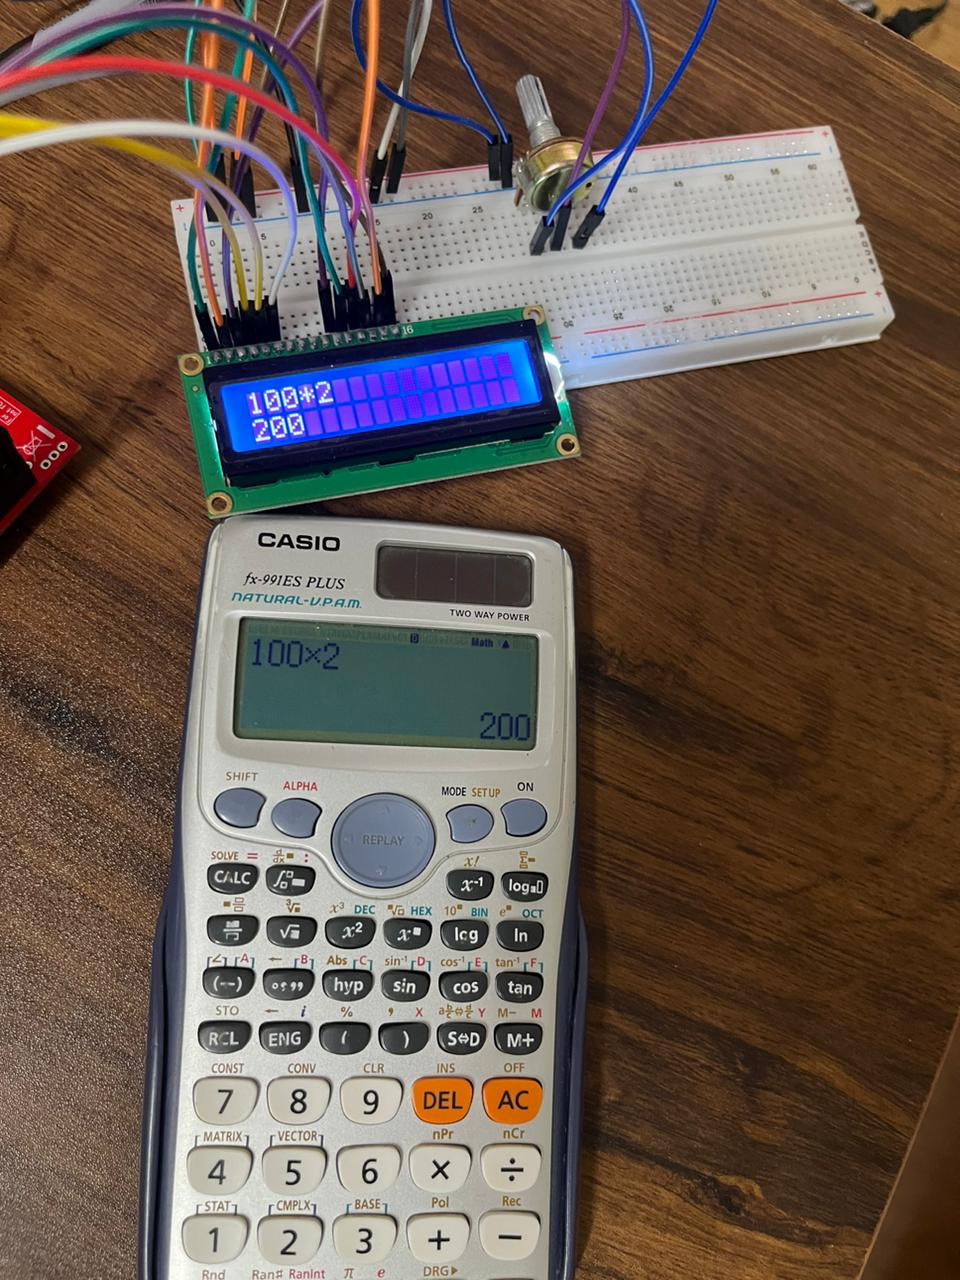 100*2
200
16
CASIO
fx-991ES PLUS
NATURAL-V.P.A.M.
TWO WAY POWER
D Math ▲
100×2
200
SHIFT ALPHA MODE SETUP ON
REPLAY
SOLVE = : x!
CALC x⁻¹ log
x³ DEC HEX 10 BIN e OCT
x² x log ln
A B Abs C sin⁻¹ D cos⁻¹ E tan⁻¹ F
(−) hyp sin cos tan
STO ← i % , X Y M− M
RCL ENG ( ) S⇔D M+
CONST CONV CLR INS OFF
7 8 9 DEL AC
MATRIX VECTOR nPr nCr
4 5 6 × ÷
STAT CMPLX BASE Pol Rec
1 2 3 + −
Rnd Ran# RanInt π e DRG▶